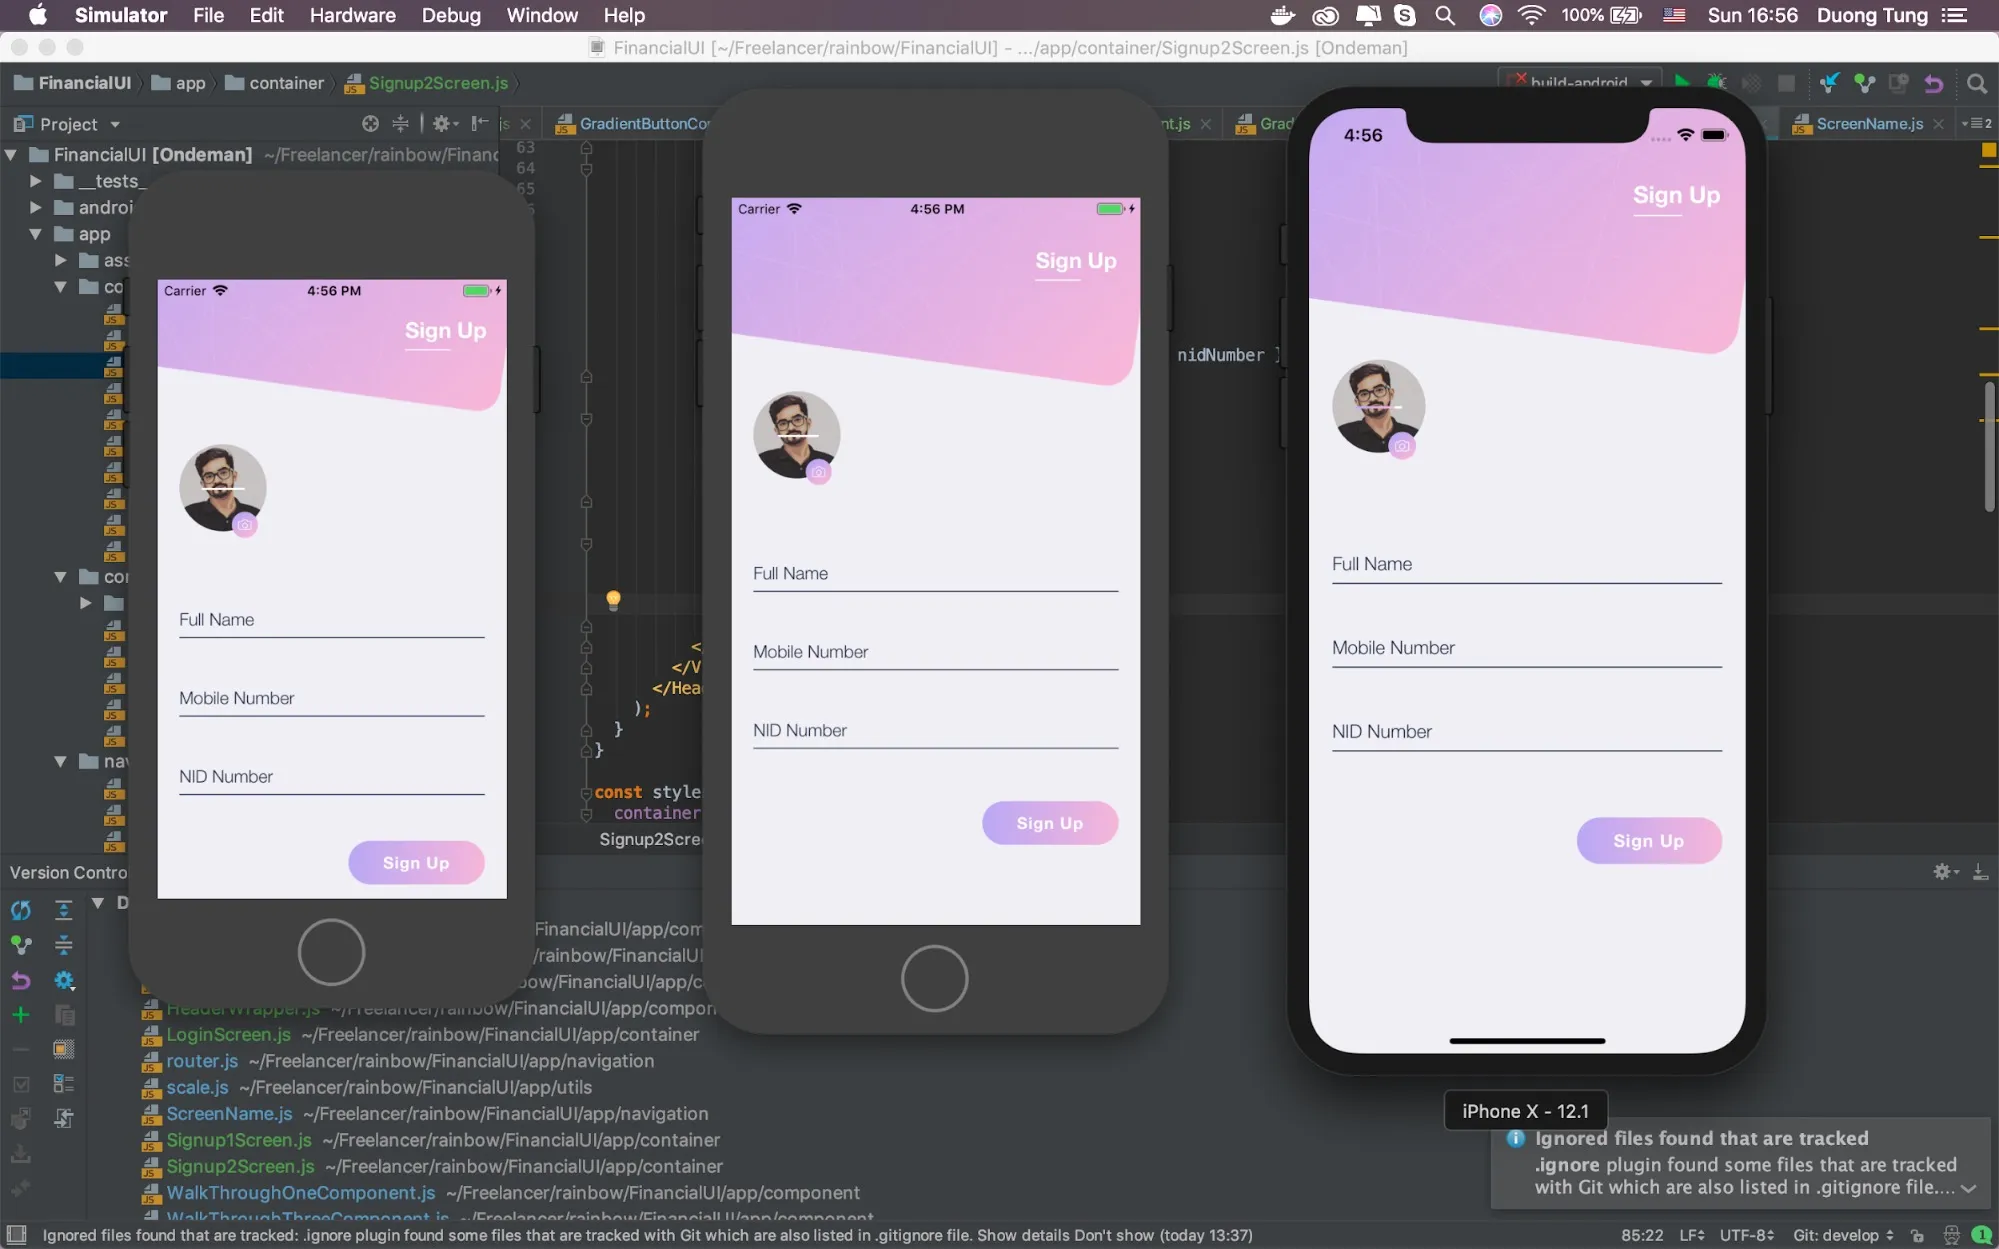 Simulator File Edit Hardware Debug Window Help 100% Sun 16:56 Duong Tung
FinancialUI [~/Freelancer/rainbow/FinancialUI] - .../app/container/Signup2Screen.js [Ondeman]
FinancialUI app container Signup2Screen.js build-android
Project js GradientButtonCo nt.js Grad ScreenName.js 2
FinancialUI [Ondeman] ~/Freelancer/rainbow/Financ
__tests_
androi
app
ass
co
con
nav
63
64
65
nidNumber ]
</
</V
</Hea
);
}
}
const style
container
Signup2Scre
Carrier 4:56 PM
Sign Up
Full Name
Mobile Number
NID Number
Sign Up
Carrier 4:56 PM
Sign Up
Full Name
Mobile Number
NID Number
Sign Up
4:56
Sign Up
Full Name
Mobile Number
NID Number
Sign Up
iPhone X - 12.1
Version Contro
D
FinancialUI/app/com
/rainbow/FinancialUI
bow/FinancialUI/app/c
HeaderWrapper.js ~/Freelancer/rainbow/FinancialUI/app/compon
LoginScreen.js ~/Freelancer/rainbow/FinancialUI/app/container
router.js ~/Freelancer/rainbow/FinancialUI/app/navigation
scale.js ~/Freelancer/rainbow/FinancialUI/app/utils
ScreenName.js ~/Freelancer/rainbow/FinancialUI/app/navigation
Signup1Screen.js ~/Freelancer/rainbow/FinancialUI/app/container
Signup2Screen.js ~/Freelancer/rainbow/FinancialUI/app/container
WalkThroughOneComponent.js ~/Freelancer/rainbow/FinancialUI/app/component
WalkThroughThreeComponent.js ~/Freelancer/rainbow/FinancialUI/app/component
Ignored files found that are tracked
.ignore plugin found some files that are tracked
with Git which are also listed in .gitignore file....
Ignored files found that are tracked: .ignore plugin found some files that are tracked with Git which are also listed in .gitignore file. Show details Don't show (today 13:37) 85:22 LF UTF-8 Git: develop 1